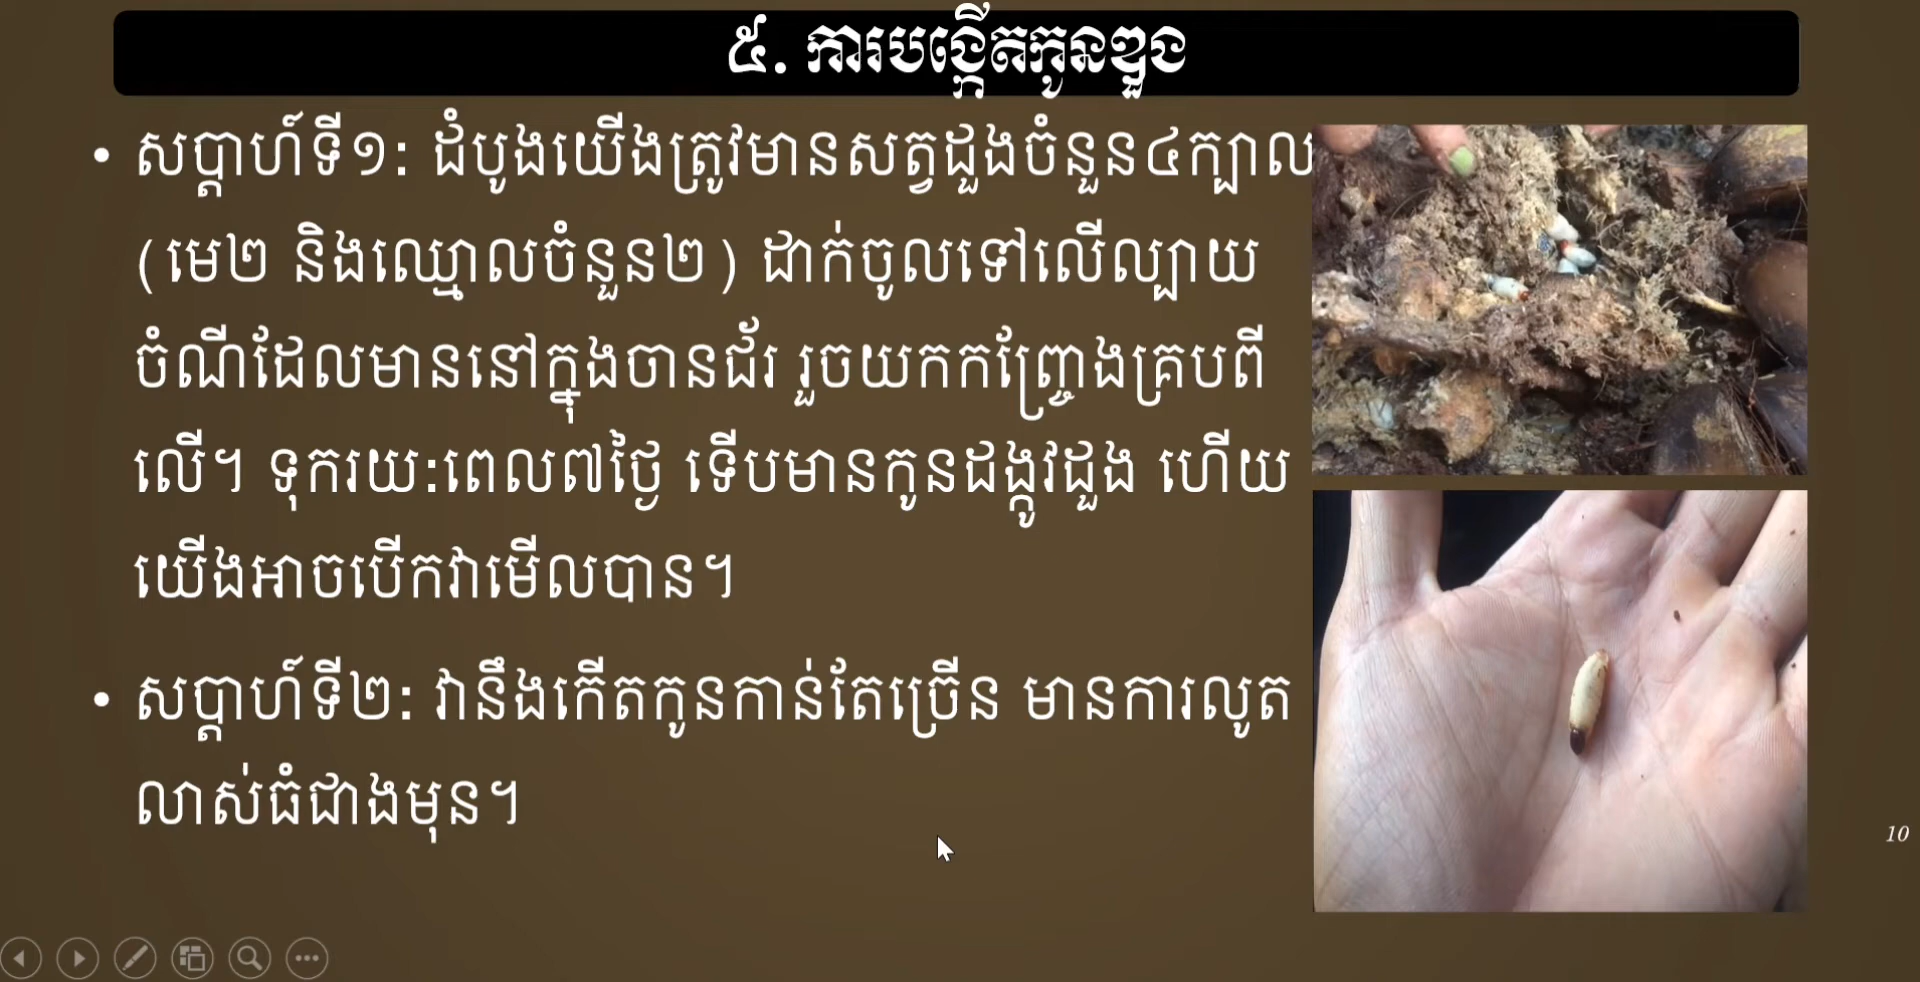 ៥. ការបង្កើតកូនឌួង
• សប្តាហ៍ទី១: ដំបូងយើងត្រូវមានសត្វដួងចំនួន៤ក្បាល
(មេ២ និងឈ្មោលចំនួន២) ដាក់ចូលទៅលើល្បាយ
ចំណីដែលមាននៅក្នុងចានជ័រ រួចយកកញ្ច្រែងគ្របពី
លើ។ ទុករយ:ពេល៧ថ្ងៃ ទើបមានកូនដង្កូវដួង ហើយ
យើងអាចបើកវាមើលបាន។
• សប្តាហ៍ទី២: វានឹងកើតកូនកាន់តែច្រើន មានការលូត
លាស់ធំជាងមុន។
10